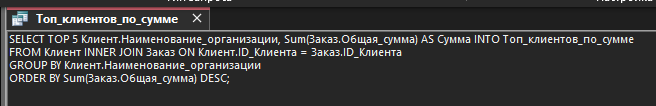 Топ_клиентов_по_сумме
SELECT TOP 5 Клиент.Наименование_организации, Sum(Заказ.Общая_сумма) AS Сумма INTO Топ_клиентов_по_сумме
FROM Клиент INNER JOIN Заказ ON Клиент.ID_Клиента = Заказ.ID_Клиента
GROUP BY Клиент.Наименование_организации
ORDER BY Sum(Заказ.Общая_сумма) DESC;